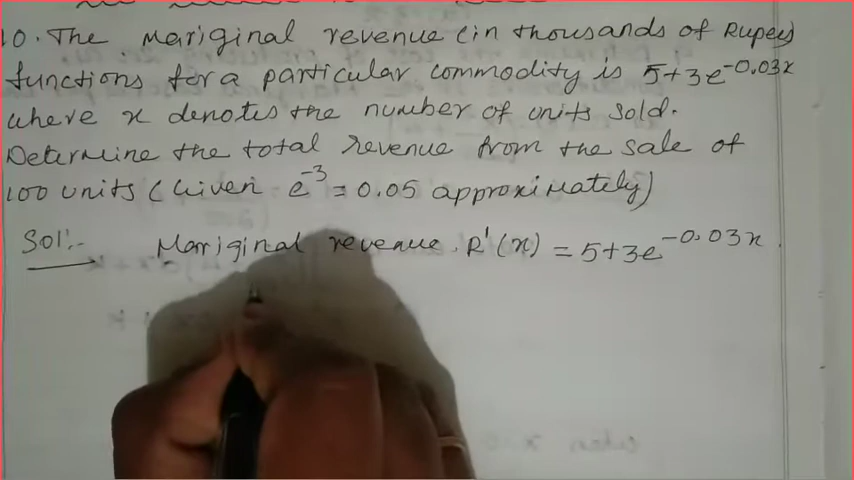 10. The Mariginal revenue (in thousands of Rupees)
functions for a particular commodity is 5+3e^-0.03x
where x denotes the number of units sold.
Determine the total revenue from the sale of
100 units (Given e^-3 = 0.05 approximately)
Sol:- Mariginal revenue. R'(x) = 5+3e^-0.03x